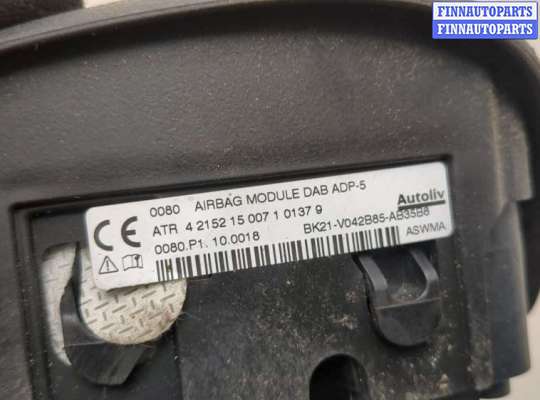 FINNAUTOPARTS
FINNAUTOPARTS
0080 AIRBAG MODULE DAB ADP-5
ATR 4 2152 15 007 1 0137 9
Autoliv
0080.P1. 10.0018
BK21-V042B85-AB35B8
CE
ASWMA